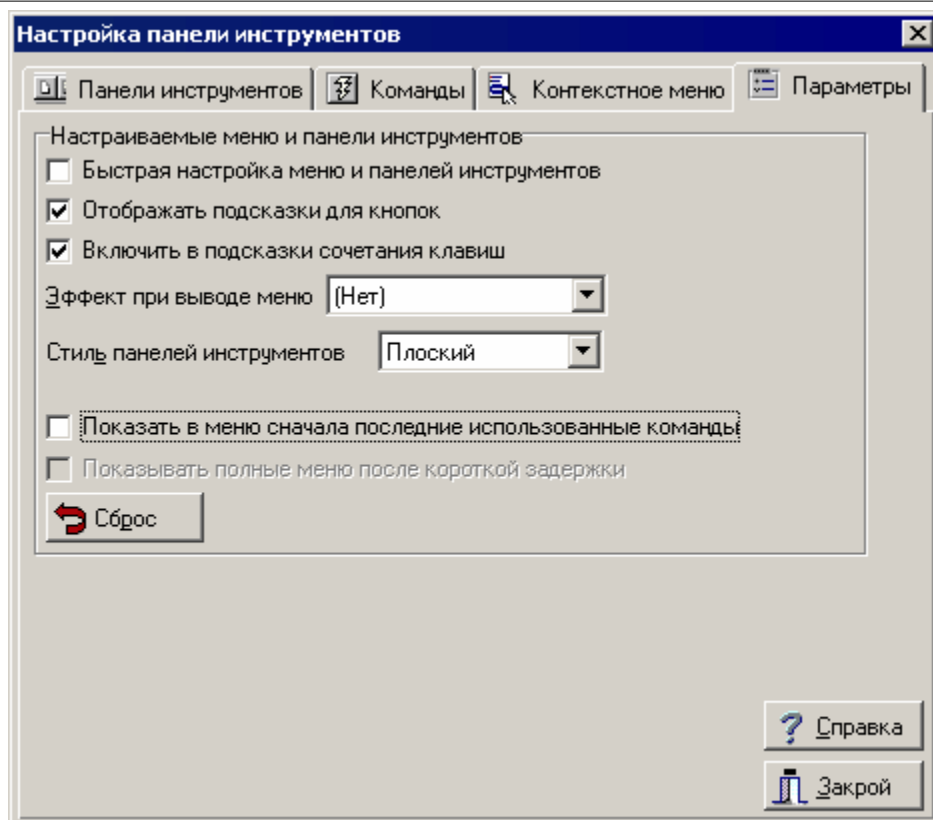 Настройка панели инструментов
Панели инструментов Команды Контекстное меню Параметры
Настраиваемые меню и панели инструментов
Быстрая настройка меню и панелей инструментов
Отображать подсказки для кнопок
Включить в подсказки сочетания клавиш
Эффект при выводе меню (Нет)
Стиль панелей инструментов Плоский
Показать в меню сначала последние использованные команды
Показывать полные меню после короткой задержки
Сброс
Справка
Закрой